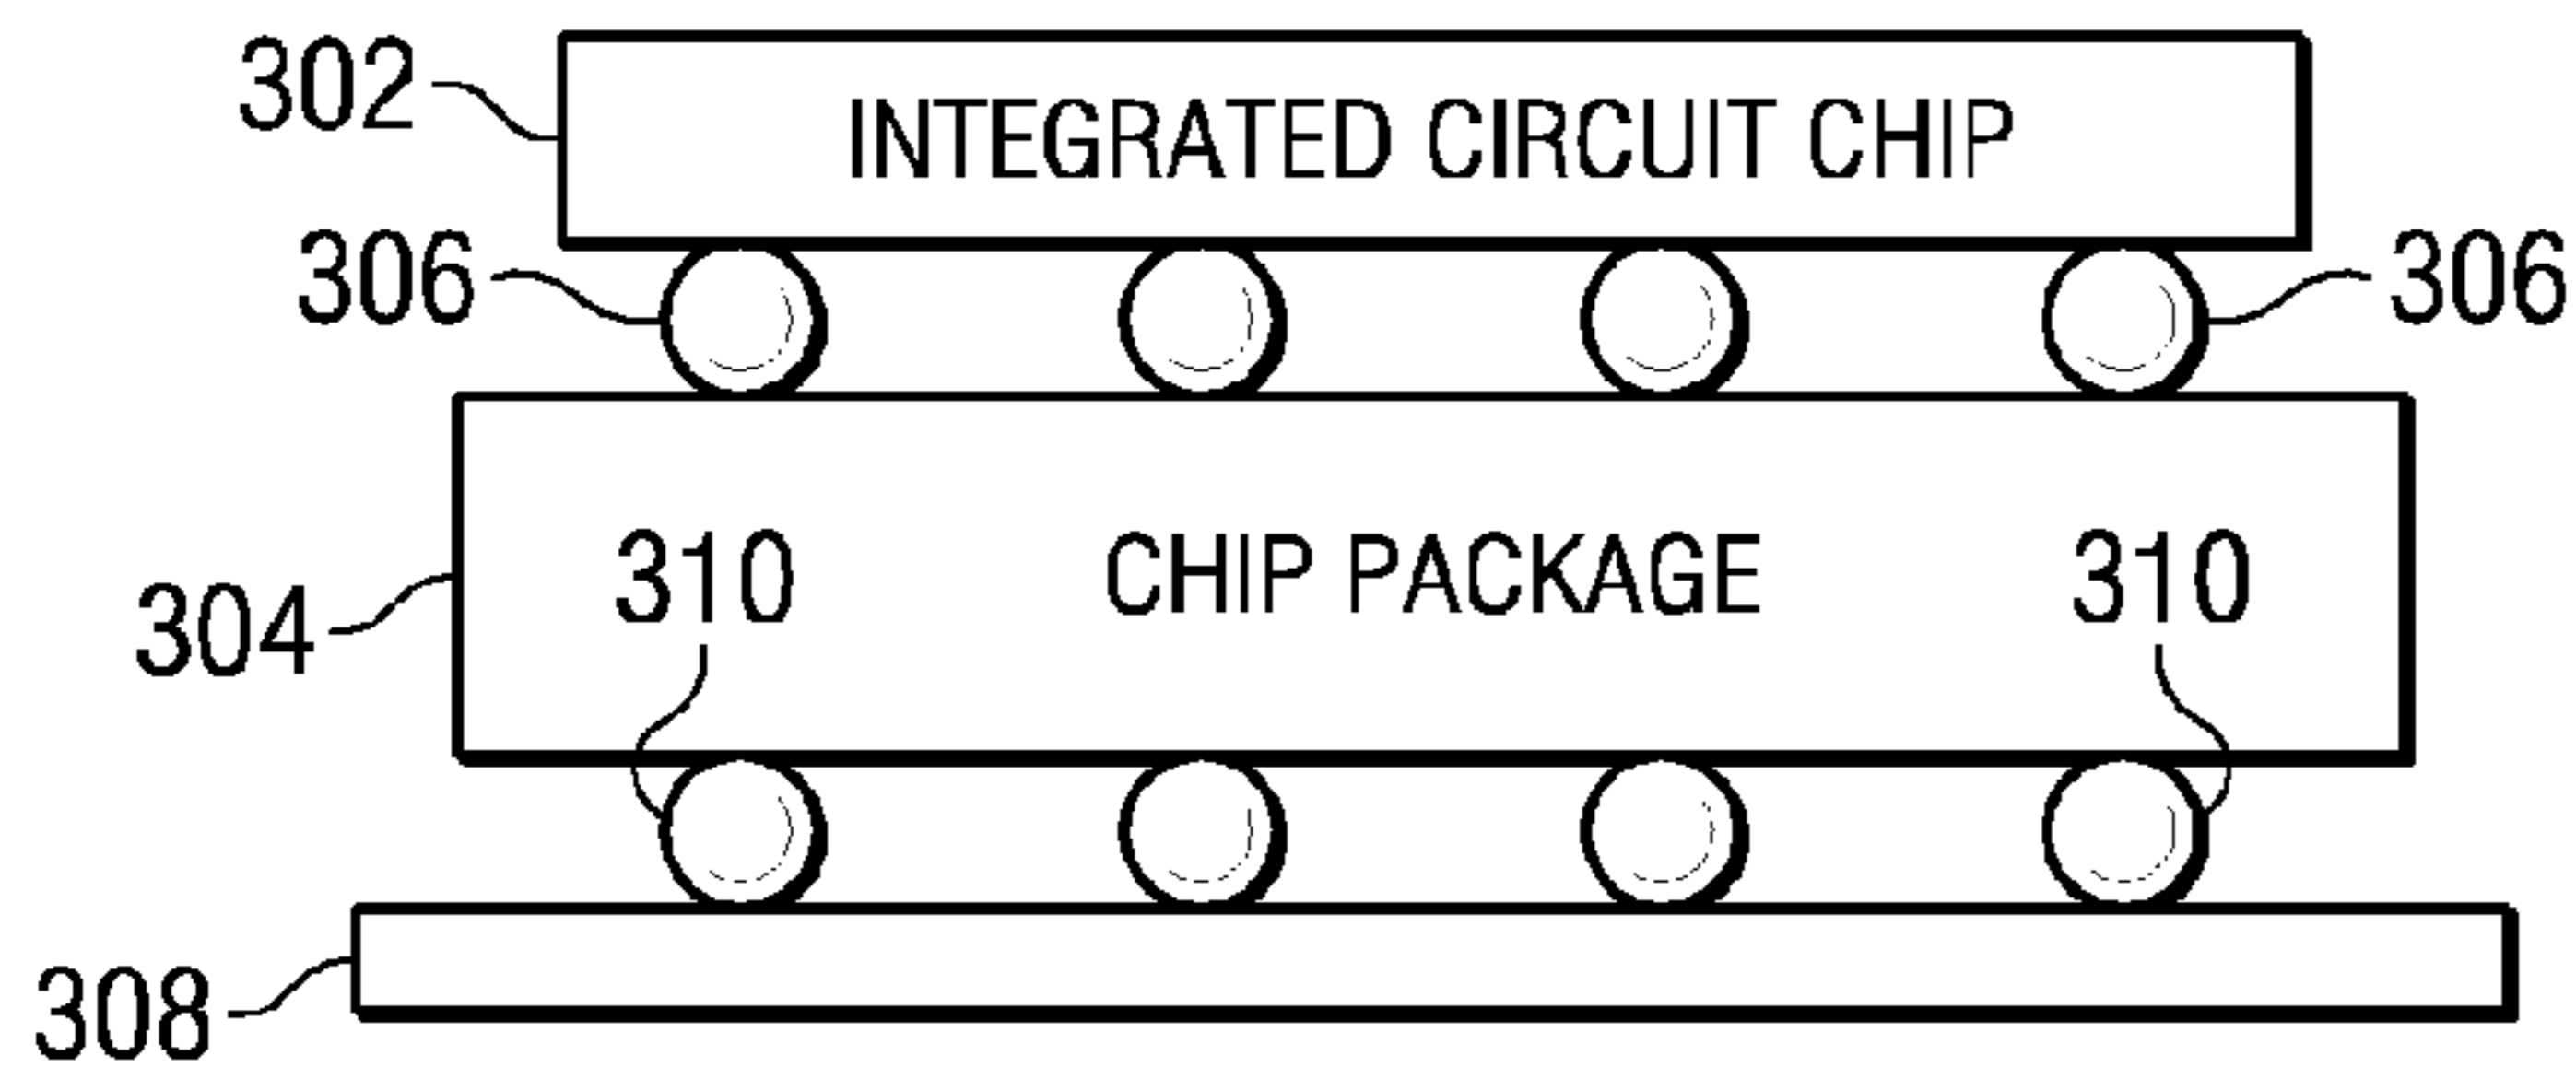 302
INTEGRATED CIRCUIT CHIP
306 306
310 CHIP PACKAGE 310
304
308